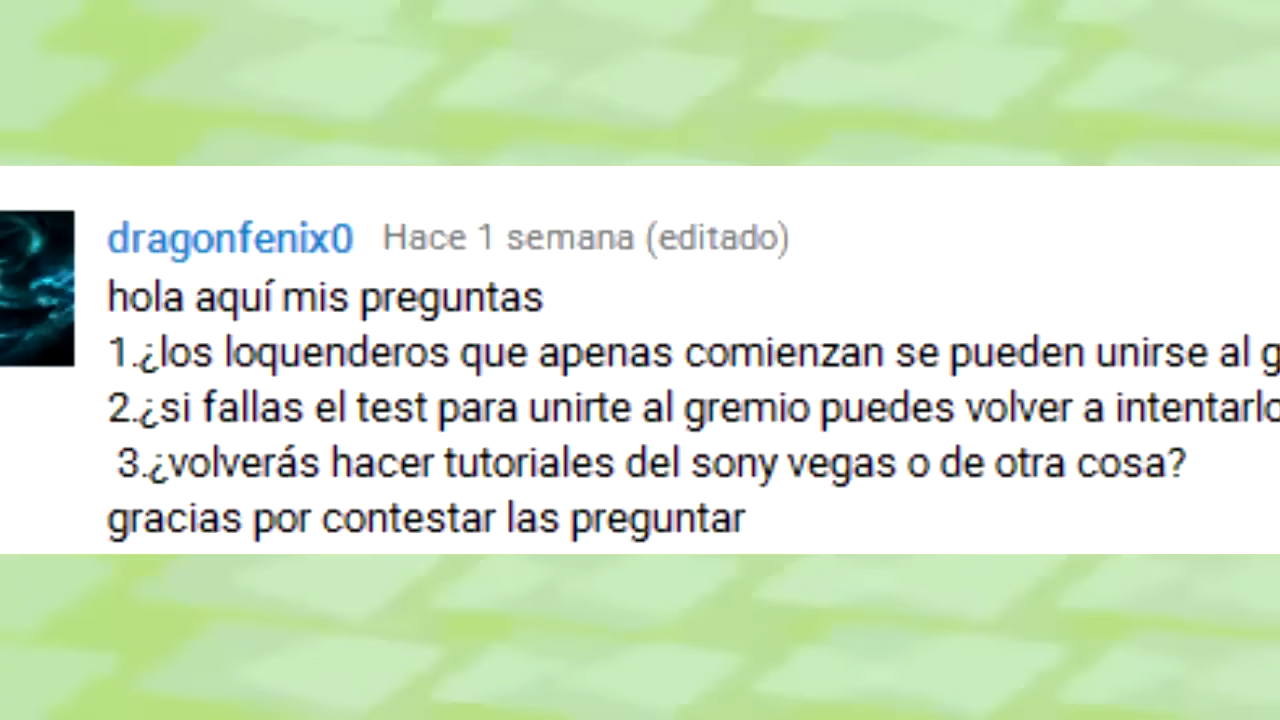 dragonfenix0 Hace 1 semana (editado)
hola aquí mis preguntas
1.¿los loquenderos que apenas comienzan se pueden unirse al
2.¿si fallas el test para unirte al gremio puedes volver a intentarlo
3.¿volverás hacer tutoriales del sony vegas o de otra cosa?
gracias por contestar las preguntar